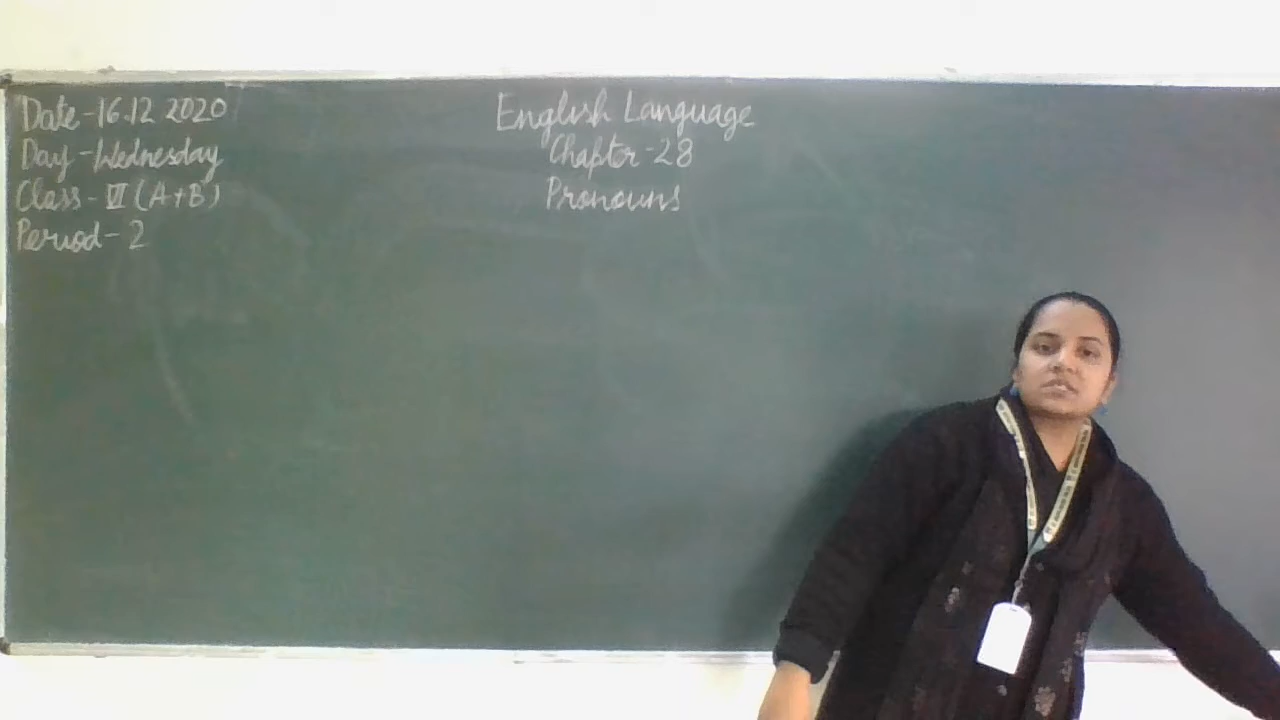 Date-16.12 2020
Day-Wednesday
Class-VI (A+B)
Period-2
English Language
Chapter-28
Pronouns